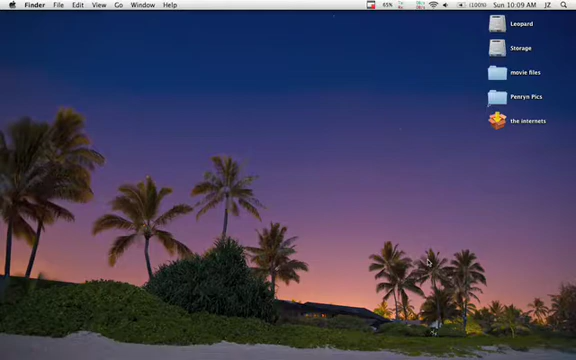 Finder File Edit View Go Window Help 65% (100%) Sun 10:09 AM JZ
Leopard
Storage
movie files
Penryn Pics
the internets